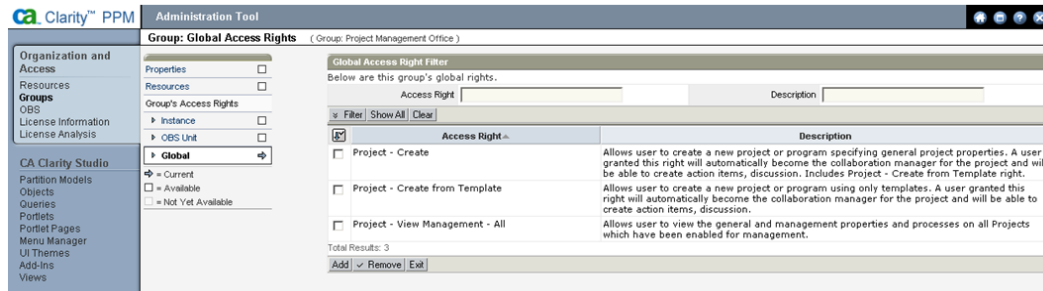 ca. Clarity™ PPM
Administration Tool
Group: Global Access Rights ( Group: Project Management Office )
Organization and Access
Resources
Groups
OBS
License Information
License Analysis
CA Clarity Studio
Partition Models
Objects
Queries
Portlets
Portlet Pages
Menu Manager
UI Themes
Add-Ins
Views
Properties
Resources
Group's Access Rights
Instance
OBS Unit
Global
= Current
= Available
= Not Yet Available
Global Access Right Filter
Below are this group's global rights.
Access Right Description
Filter Show All Clear
Access Right Description
Project - Create
Allows user to create a new project or program specifying general project properties. A user
granted this right will automatically become the collaboration manager for the project and wil
be able to create action items, discussion. Includes Project - Create from Template right.
Project - Create from Template
Allows user to create a new project or program using only templates. A user granted this
right will automatically become the collaboration manager for the project and will be able to
create action items, discussion.
Project - View Management - All
Allows user to view the general and management properties and processes on all Projects
which have been enabled for management.
Total Results: 3
Add Remove Exit